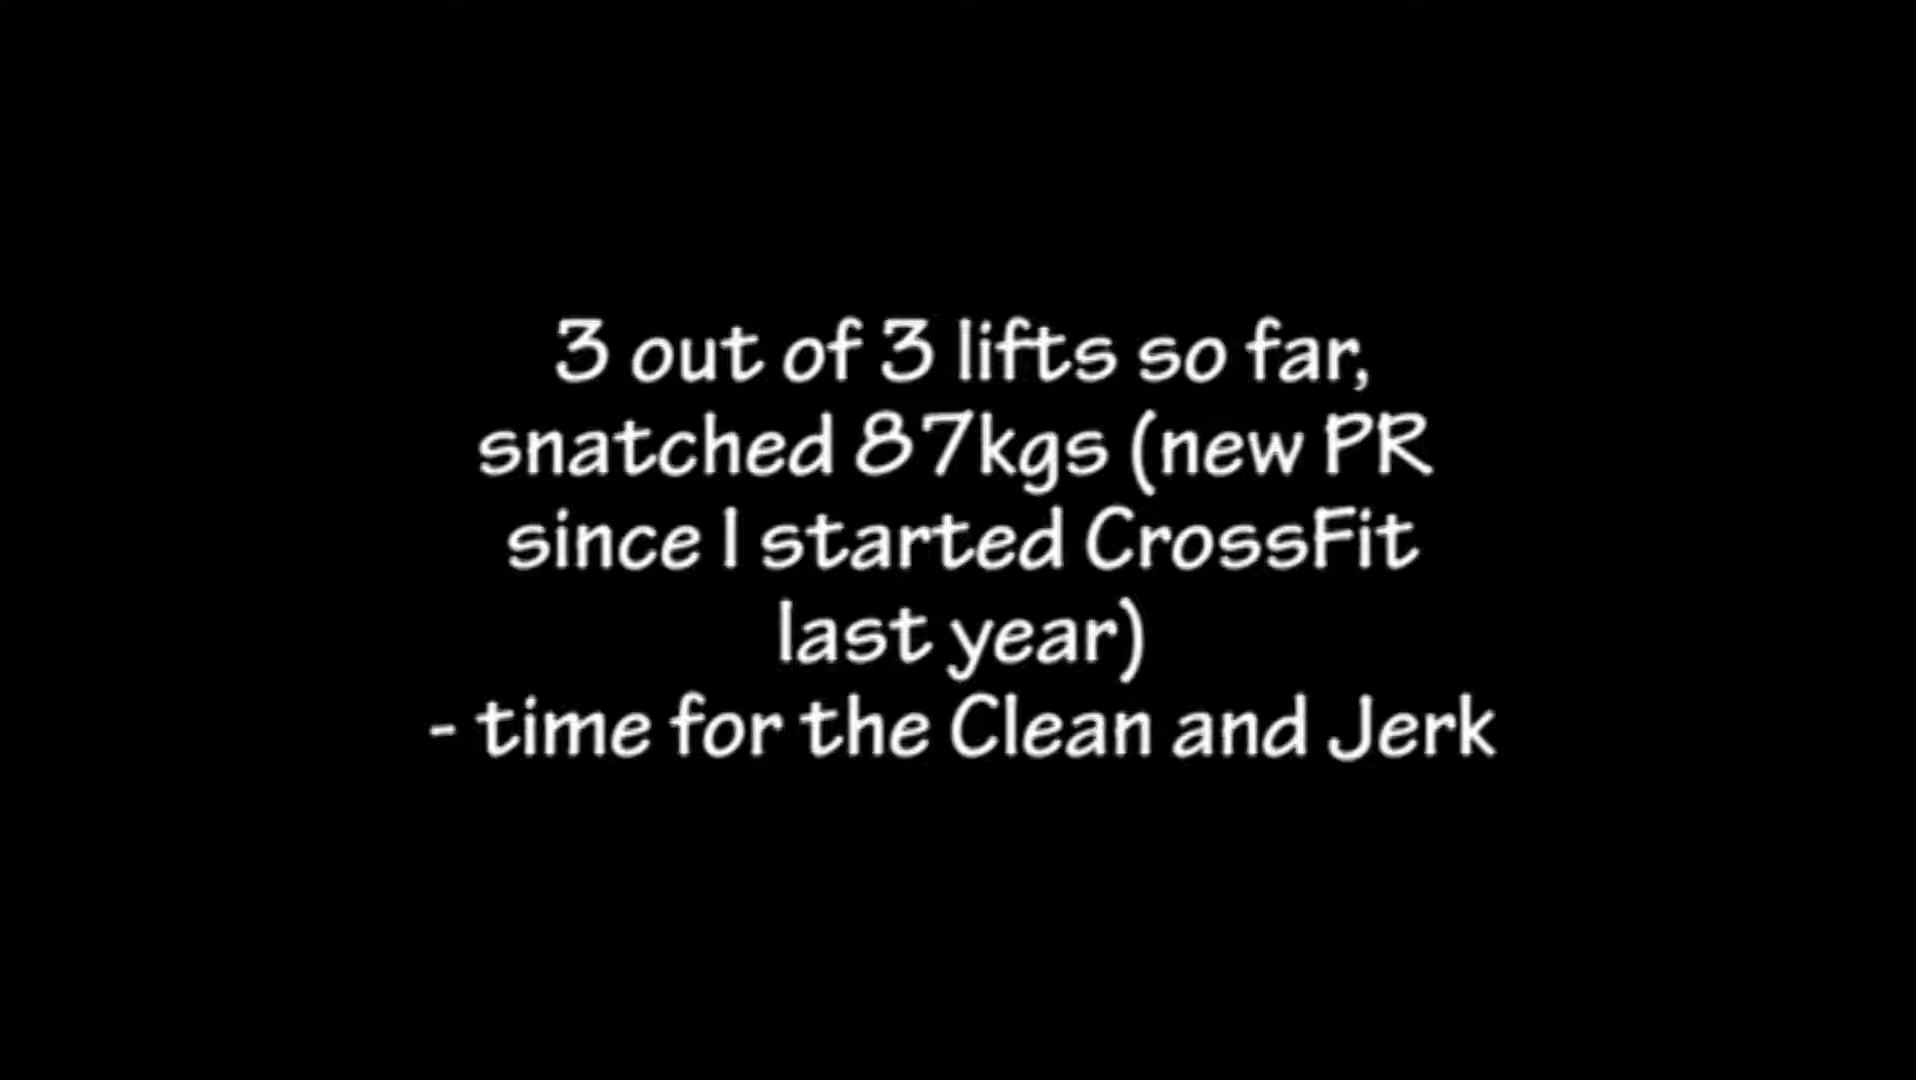 3 out of 3 lifts so far,
snatched 87kgs (new PR
since I started CrossFit
last year)
- time for the Clean and Jerk